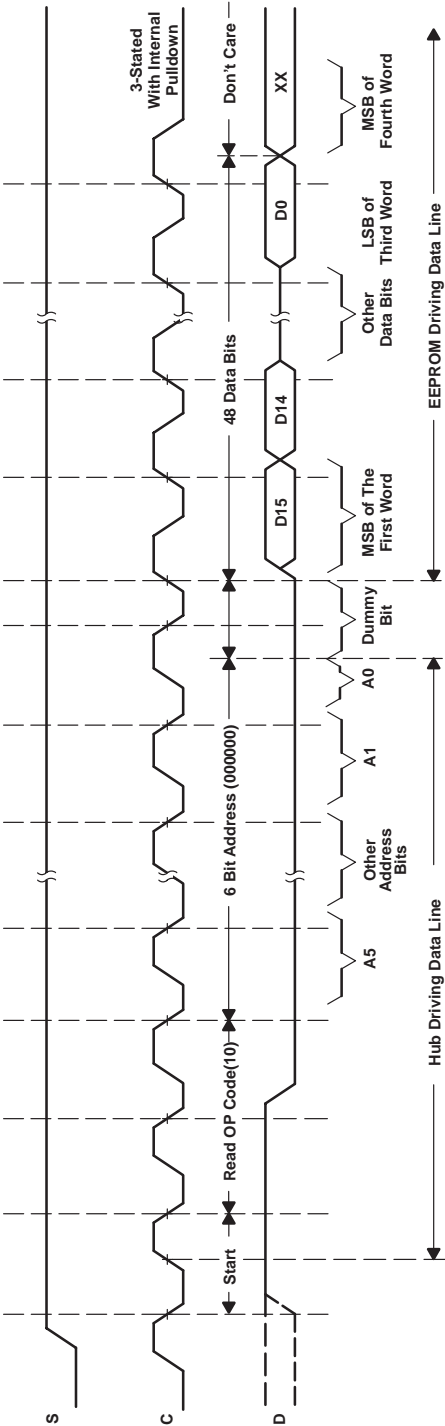 S
C
3-Stated
With Internal
Pulldown
Start
Read OP Code(10)
6 Bit Address (000000)
48 Data Bits
Don't Care
D
D15
D14
D0
XX
A5
Other
Address
Bits
A1
A0
Dummy
Bit
MSB of The
First Word
Other
Data Bits
LSB of
Third Word
MSB of
Fourth Word
Hub Driving Data Line
EEPROM Driving Data Line